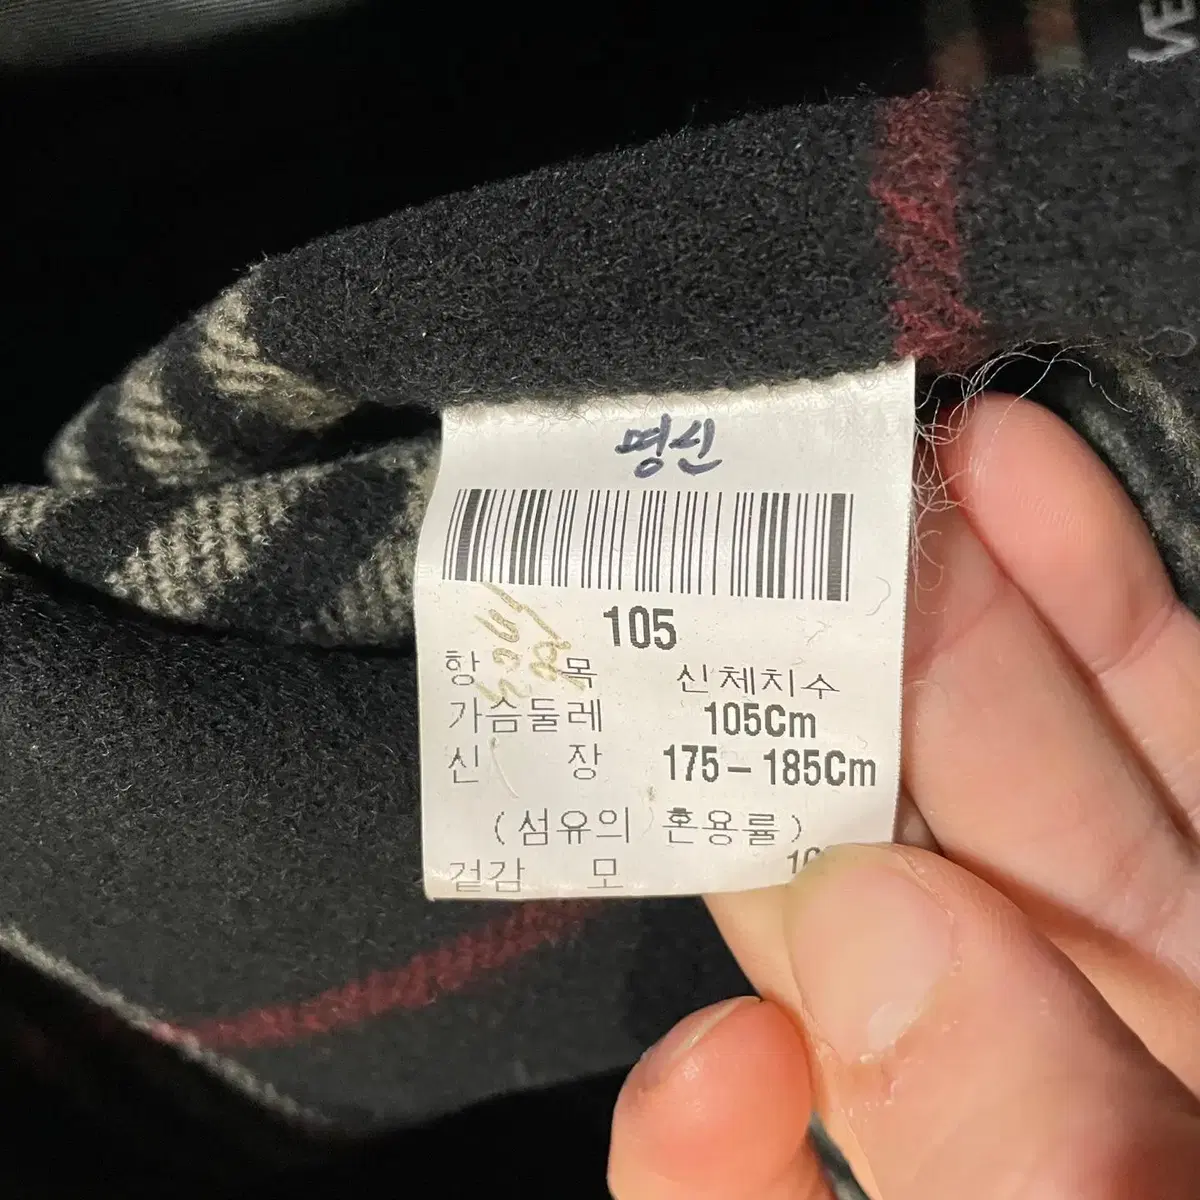 명신
105
항 목 신체치수
가슴둘레 105Cm
신 장 175-185Cm
(섬유의 혼용률)
겉감 모